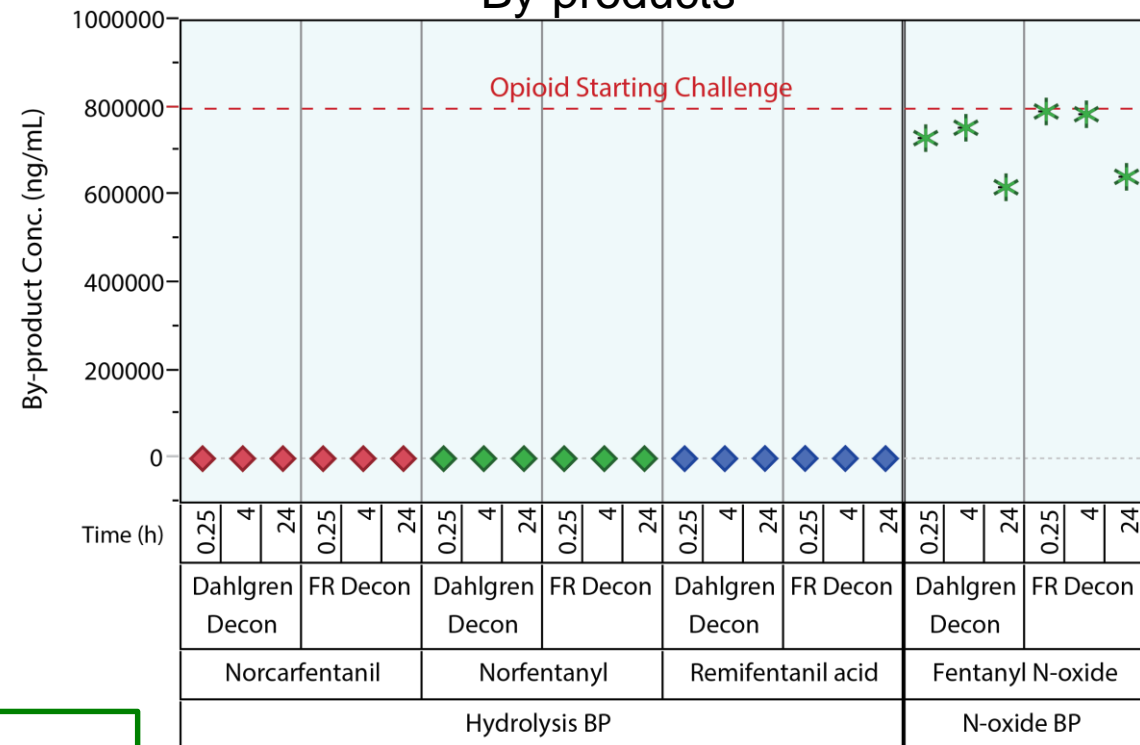 By-products
1000000
Opioid Starting Challenge
800000
600000
400000
200000
0
By-product Conc. (ng/mL)
Time (h)
0.25 4 24 0.25 4 24 0.25 4 24 0.25 4 24 0.25 4 24 0.25 4 24 0.25 4 24 0.25 4 24
Dahlgren Decon FR Decon Dahlgren Decon FR Decon Dahlgren Decon FR Decon Dahlgren Decon FR Decon
Norcarfentanil Norfentanyl Remifentanil acid Fentanyl N-oxide
Hydrolysis BP N-oxide BP